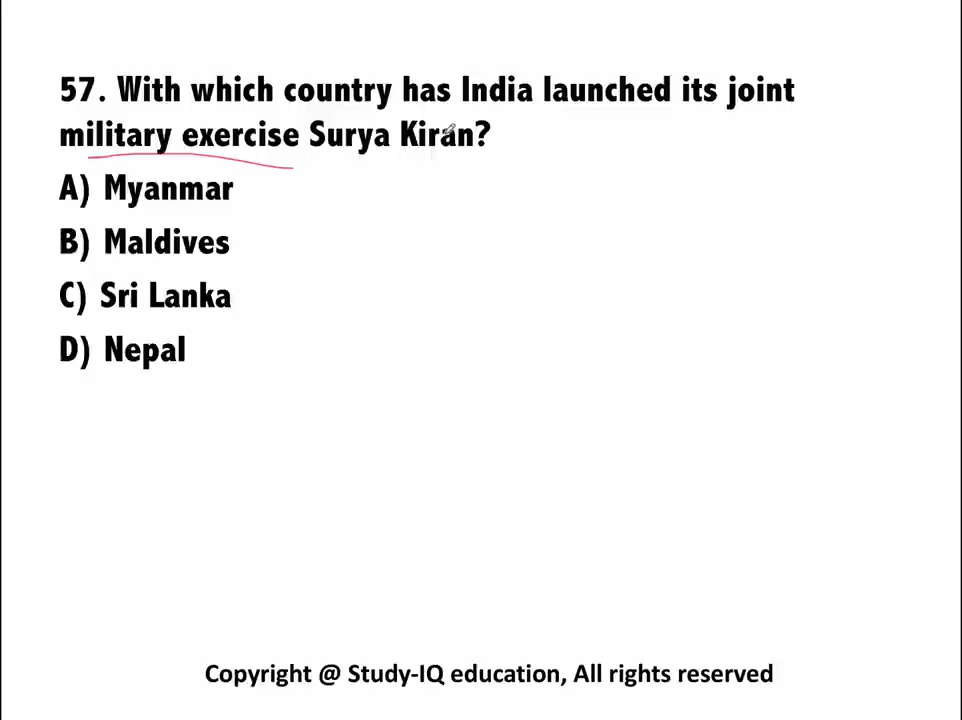 57. With which country has India launched its joint
military exercise Surya Kiran?
A) Myanmar
B) Maldives
C) Sri Lanka
D) Nepal
Copyright @ Study-IQ education, All rights reserved